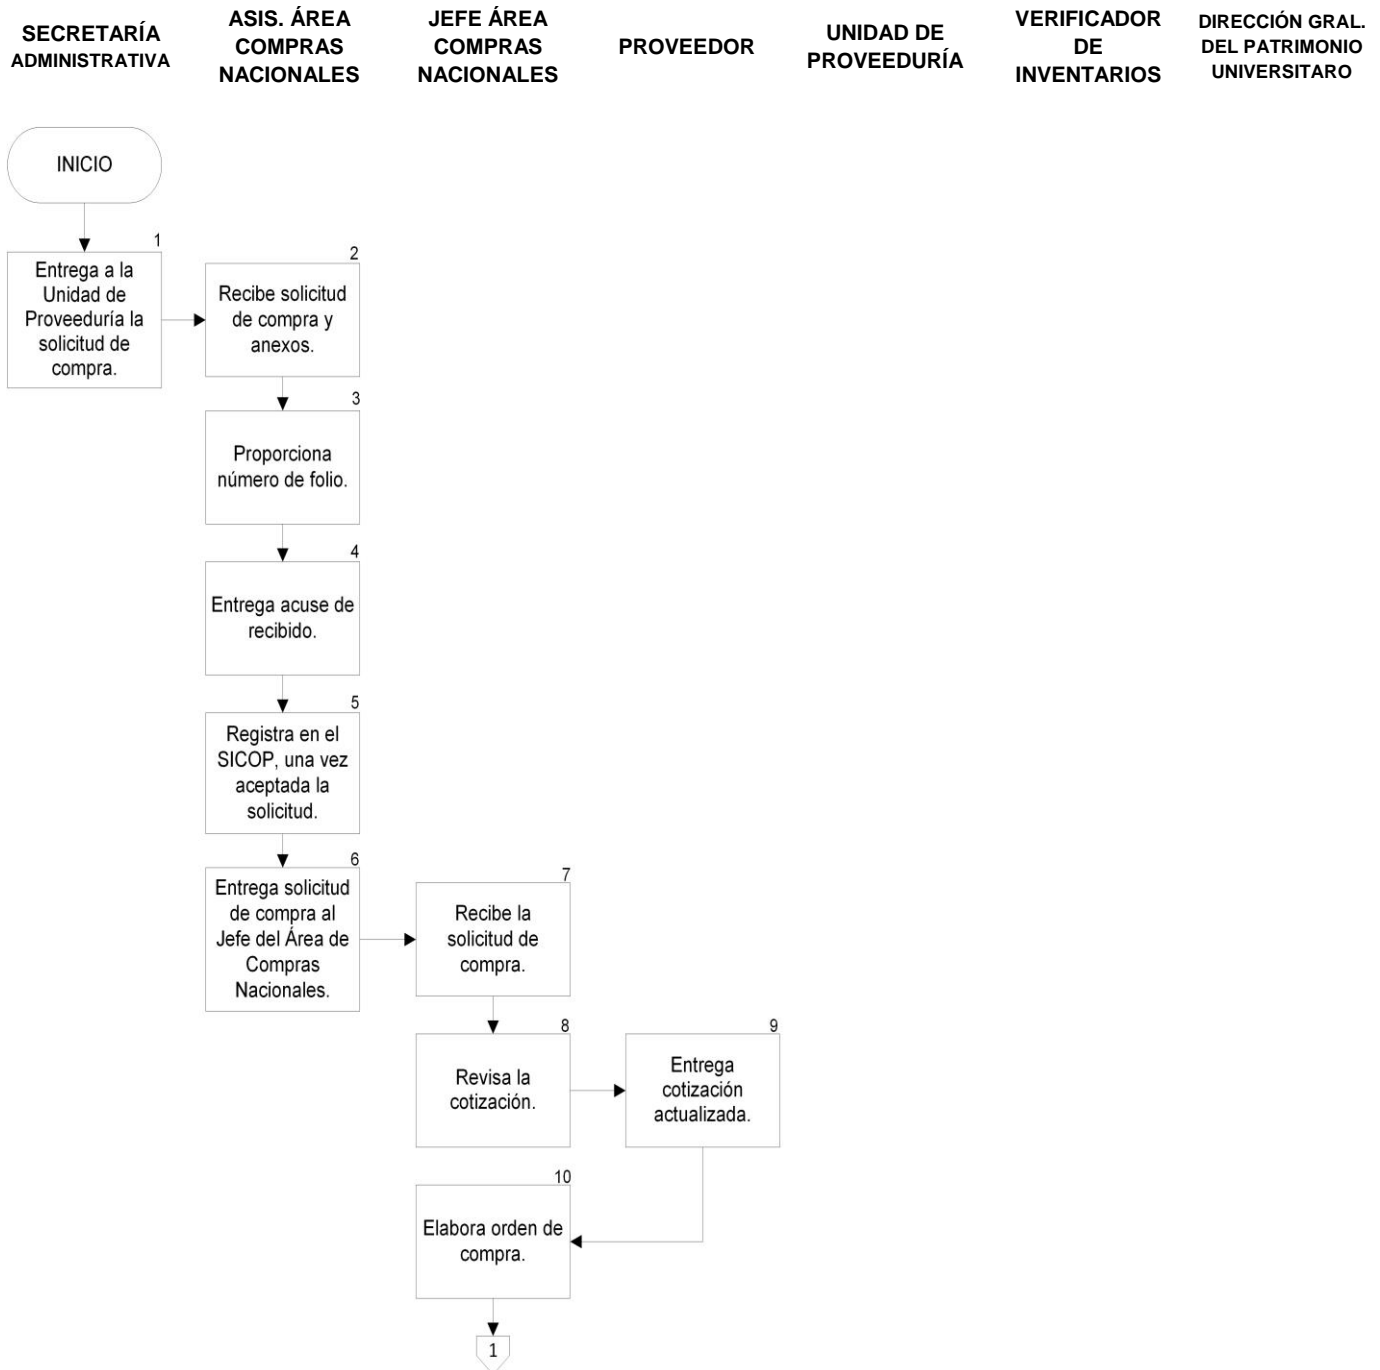 SECRETARÍA
ADMINISTRATIVA
ASIS. ÁREA
COMPRAS
NACIONALES
JEFE ÁREA
COMPRAS
NACIONALES
PROVEEDOR
UNIDAD DE
PROVEEDURÍA
VERIFICADOR
DE
INVENTARIOS
DIRECCIÓN GRAL.
DEL PATRIMONIO
UNIVERSITARO
INICIO
1
Entrega a la
Unidad de
Proveeduría la
solicitud de
compra.
2
Recibe solicitud
de compra y
anexos.
3
Proporciona
número de folio.
4
Entrega acuse de
recibido.
5
Registra en el
SICOP, una vez
aceptada la
solicitud.
6
Entrega solicitud
de compra al
Jefe del Área de
Compras
Nacionales.
7
Recibe la
solicitud de
compra.
8
Revisa la
cotización.
9
Entrega
cotización
actualizada.
10
Elabora orden de
compra.
1